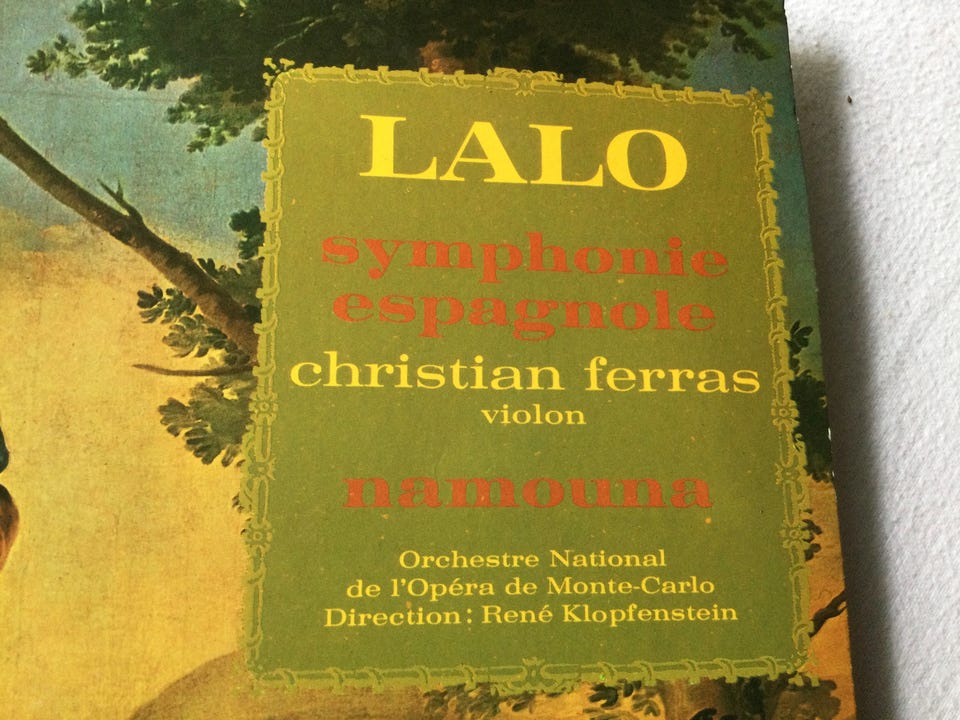 LALO
symphonie
espagnole
christian ferras
violon
namouna
Orchestre National
de l'Opéra de Monte-Carlo
Direction: René Klopfenstein